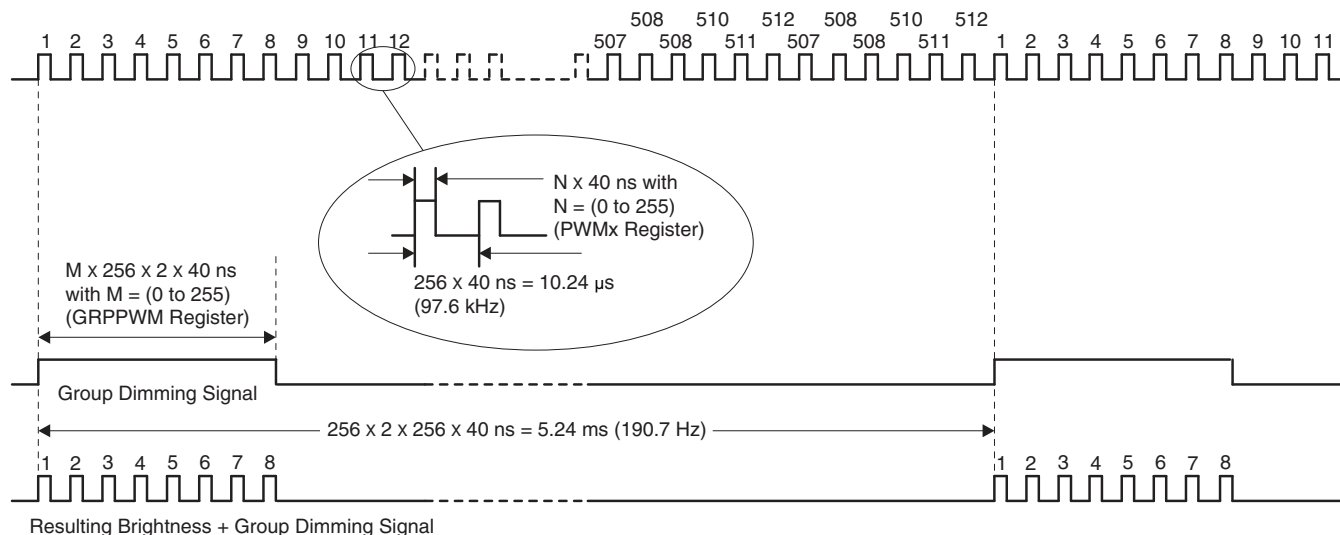 508 510 512 508 510 512
1 2 3 4 5 6 7 8 9 10 11 12 507 508 511 507 508 511 1 2 3 4 5 6 7 8 9 10 11
N x 40 ns with
N = (0 to 255)
(PWMx Register)
256 x 40 ns = 10.24 µs
(97.6 kHz)
M x 256 x 2 x 40 ns
with M = (0 to 255)
(GRPPWM Register)
Group Dimming Signal
256 x 2 x 256 x 40 ns = 5.24 ms (190.7 Hz)
1 2 3 4 5 6 7 8 1 2 3 4 5 6 7 8
Resulting Brightness + Group Dimming Signal